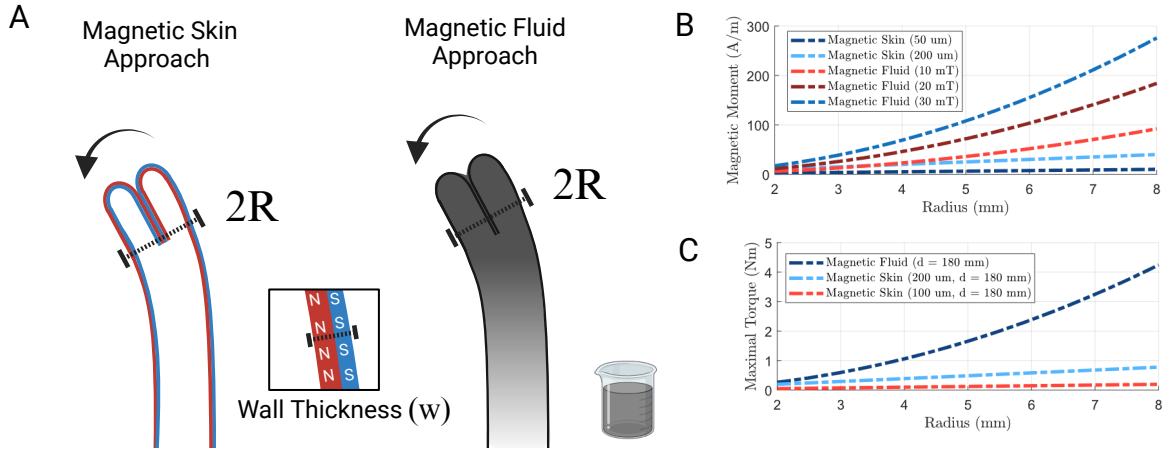 A
Magnetic Skin
Approach
2R
N S
N S
N S
N S
Wall Thickness (w)
Magnetic Fluid
Approach
2R
B
Magnetic Moment (A/m)
300
200
100
0
Magnetic Skin (50 um)
Magnetic Skin (200 um)
Magnetic Fluid (10 mT)
Magnetic Fluid (20 mT)
Magnetic Fluid (30 mT)
2 3 4 5 6 7 8
Radius (mm)
C
Maximal Torque (Nm)
5
4
3
2
1
0
Magnetic Fluid (d = 180 mm)
Magnetic Skin (200 um, d = 180 mm)
Magnetic Skin (100 um, d = 180 mm)
2 3 4 5 6 7 8
Radius (mm)